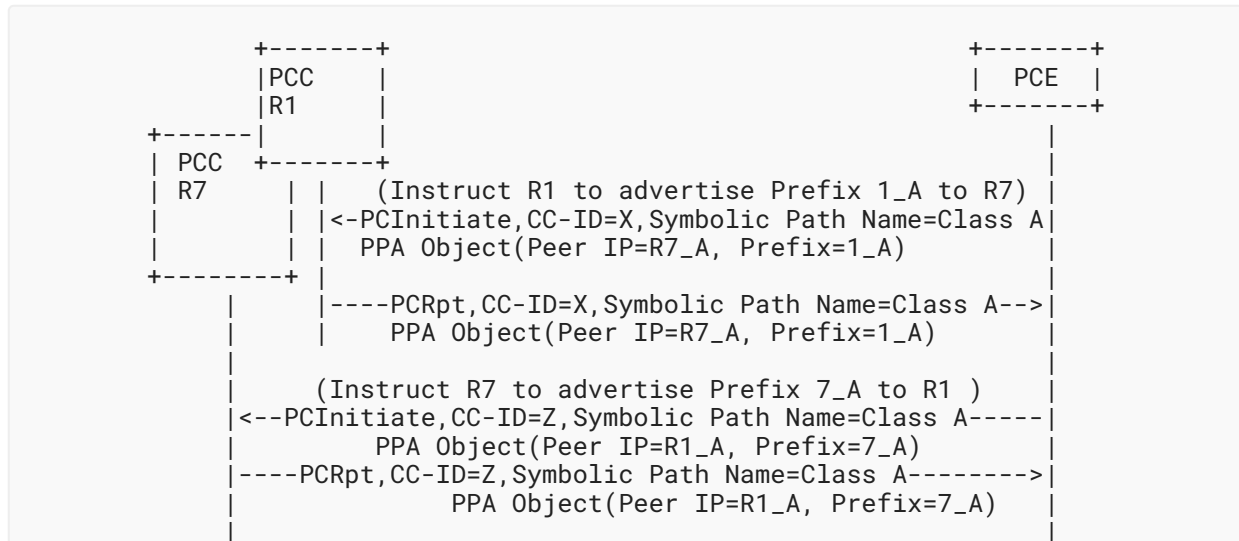 +-------+ +-------+
|PCC | | PCE |
|R1 | +-------+
+------| | |
| PCC +-------+ |
| R7 | | (Instruct R1 to advertise Prefix 1_A to R7) |
| | | |<-PCInitiate,CC-ID=X,Symbolic Path Name=Class A|
| | | PPA Object(Peer IP=R7_A, Prefix=1_A) |
+--------+ | |
| |----PCRpt,CC-ID=X,Symbolic Path Name=Class A-->|
| | PPA Object(Peer IP=R7_A, Prefix=1_A) |
| |
| (Instruct R7 to advertise Prefix 7_A to R1 ) |
|<--PCInitiate,CC-ID=Z,Symbolic Path Name=Class A-----|
| PPA Object(Peer IP=R1_A, Prefix=7_A) |
|----PCRpt,CC-ID=Z,Symbolic Path Name=Class A-------->|
| PPA Object(Peer IP=R1_A, Prefix=7_A) |
| |